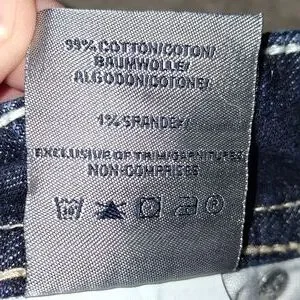 99% COTTON/COTON/
BAUMWOLLE/
ALGODON/COTONE/
1% SPANDEX
EXCLUSIVE OF TRIM/GARNITURES
NON-COMPRISES